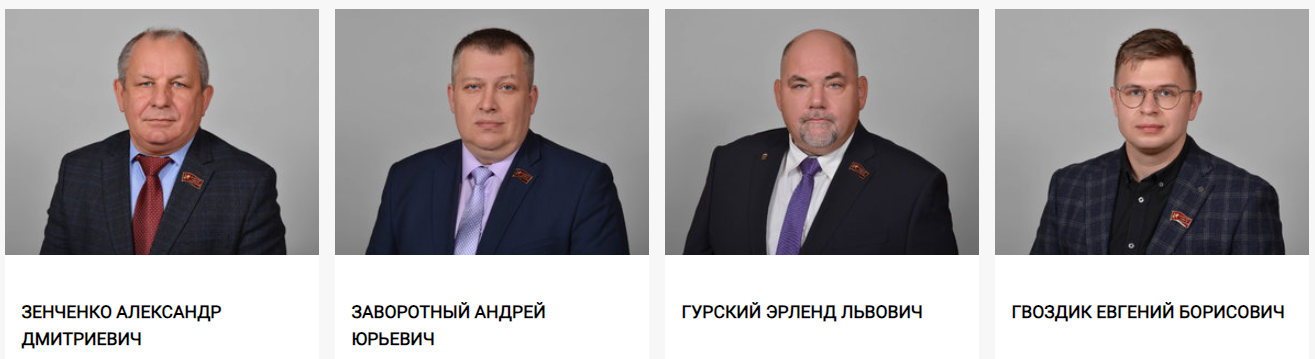 ЗЕНЧЕНКО АЛЕКСАНДР
ДМИТРИЕВИЧ
ЗАВОРОТНЫЙ АНДРЕЙ
ЮРЬЕВИЧ
ГУРСКИЙ ЭРЛЕНД ЛЬВОВИЧ
ГВОЗДИК ЕВГЕНИЙ БОРИСОВИЧ